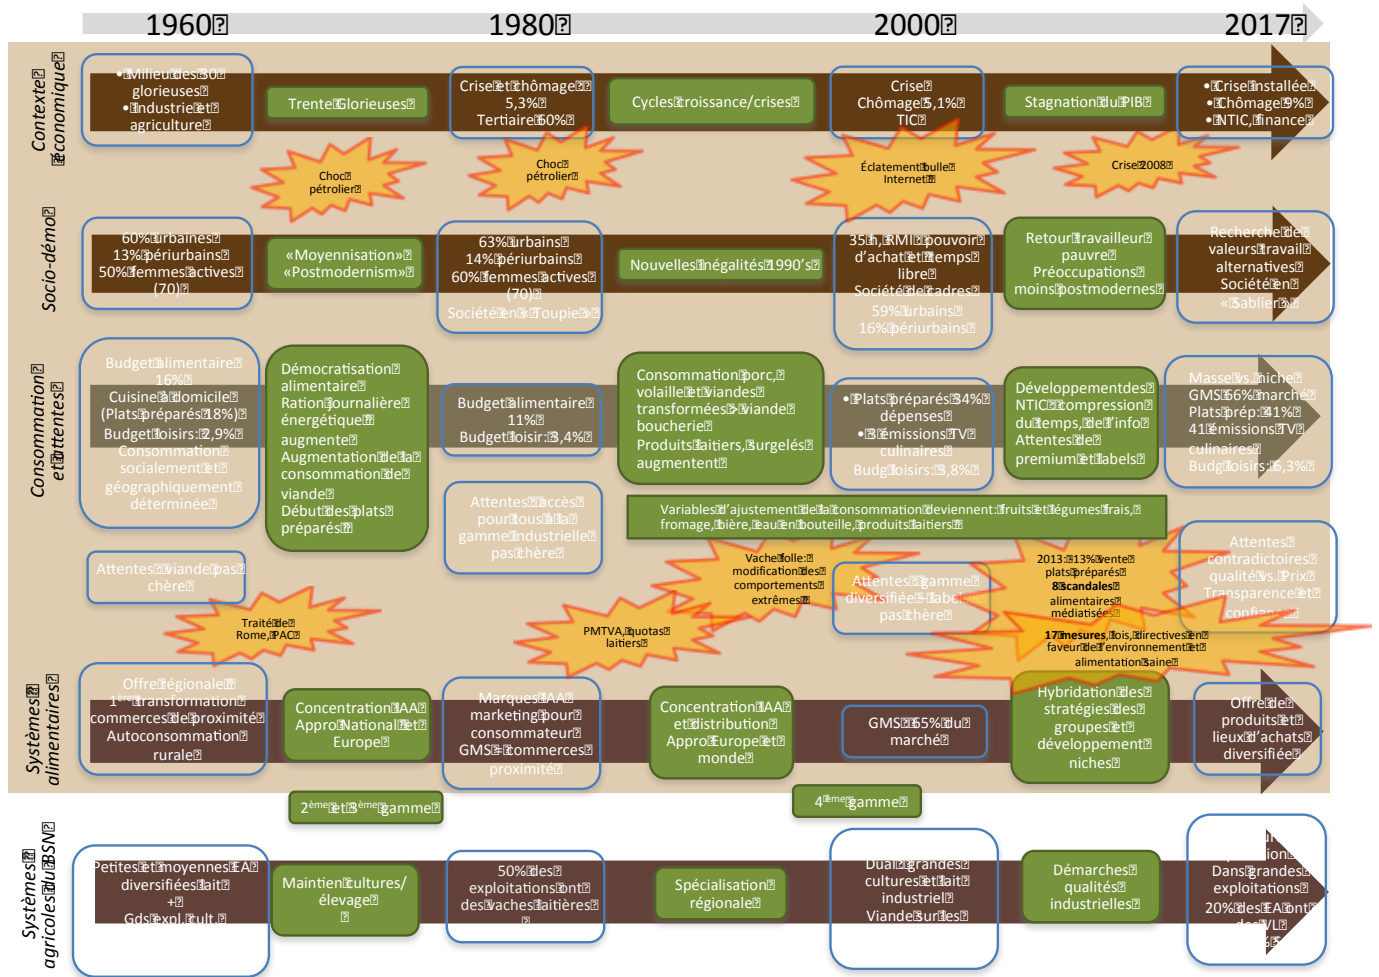 1960
1980
2000
2017
Contexte
économique
• Milieu des 30
glorieuses
• Industrie et
agriculture
Trente Glorieuses
Crise et chômage
5,3%
Tertiaire 60%
Cycles croissance/crises
Crise
Chômage 5,1%
TIC
Stagnation du PIB
• Crise installée
• Chômage 9%
• NTIC, finance
Choc
pétrolier
Choc
pétrolier
Éclatement bulle
Internet
Crise 2008
Socio-démo
60% urbaines
13% périurbains
50% femmes actives
(70)
«Moyennisation»
«Postmodernism»
63% urbains
14% périurbains
60% femmes actives
(70)
Société en « Toupie »
Nouvelles inégalités 1990's
35 h, RMI pouvoir
d'achat et temps
libre
Société de cadres
59% urbains
16% périurbains
Retour travailleur
pauvre
Préoccupations
moins postmodernes
Recherche de
valeurs travail
alternatives
Société en
« Sablier »
Consommation
et attentes
Budget alimentaire
16%
Cuisine à domicile
(Plats préparés 18%)
Budget loisirs: 2,9%
Consommation
socialement et
géographiquement
déterminée
Démocratisation
alimentaire
Ration journalière
énergétique
augmente
Augmentation de la
consommation de
viande
Début des plats
préparés
Budget alimentaire
11%
Budget loisir: 3,4%
Consommation porc,
volaille et viandes
transformées > viande
boucherie
Produits laitiers, surgelés
augmentent
• Plats préparés 34%
dépenses
• 3 émissions TV
culinaires
Budg loisirs: 3,8%
Développement des
NTIC compression
du temps, de l'info
Attentes de
premium et labels
Masse vs. niche
GMS 66% marché
Plats prép: 41%
41 émissions TV
culinaires
Budg loisirs: 5,3%
Attentes : accès
pour tous à la
gamme industrielle
pas chère
Variables d'ajustement de la consommation deviennent: fruits et légumes frais,
fromage, bière, eau en bouteille, produits laitiers
Attentes viande pas
chère
Vache folle:
modification des
comportements
extrêmes
Attentes gamme
diversifiée
pas chère
2013: -13% vente
plats préparés
8 scandales
alimentaires
médiatisées
Attentes
contradictoires
qualité vs. Prix
Transparence et
confiance
Traité de
Rome, PAC
PMTVA, quotas
laitiers
17 mesures, lois, directives en
faveur de l'environnement et
alimentation saine
Systèmes
alimentaires
Offre régionale
1ère transformation
commerces de proximité
Autoconsommation
rurale
Concentration IAA
Appro National et
Europe
Marques IAA
marketing pour
consommateur
GMS = commerces
proximité
Concentration IAA
et distribution
Appro Europe et
monde
GMS 65% du
marché
Hybridation des
stratégies des
groupes et
développement
niches
Offre de
produits et
lieux d'achats
diversifiée
2ème et 3ème gamme
4ème gamme
Systèmes
agricoles du BSN
Petites et moyennes EA
diversifiées lait
+
Gds expl. cult.
Maintien cultures/
élevage
50% des
exploitations ont
des vaches laitières
Spécialisation
régionale
Dual grandes
cultures et lait
industriel
Viande sur les
Démarches
qualités
industrielles
Dans grandes
exploitations
20% des EA ont
des VL